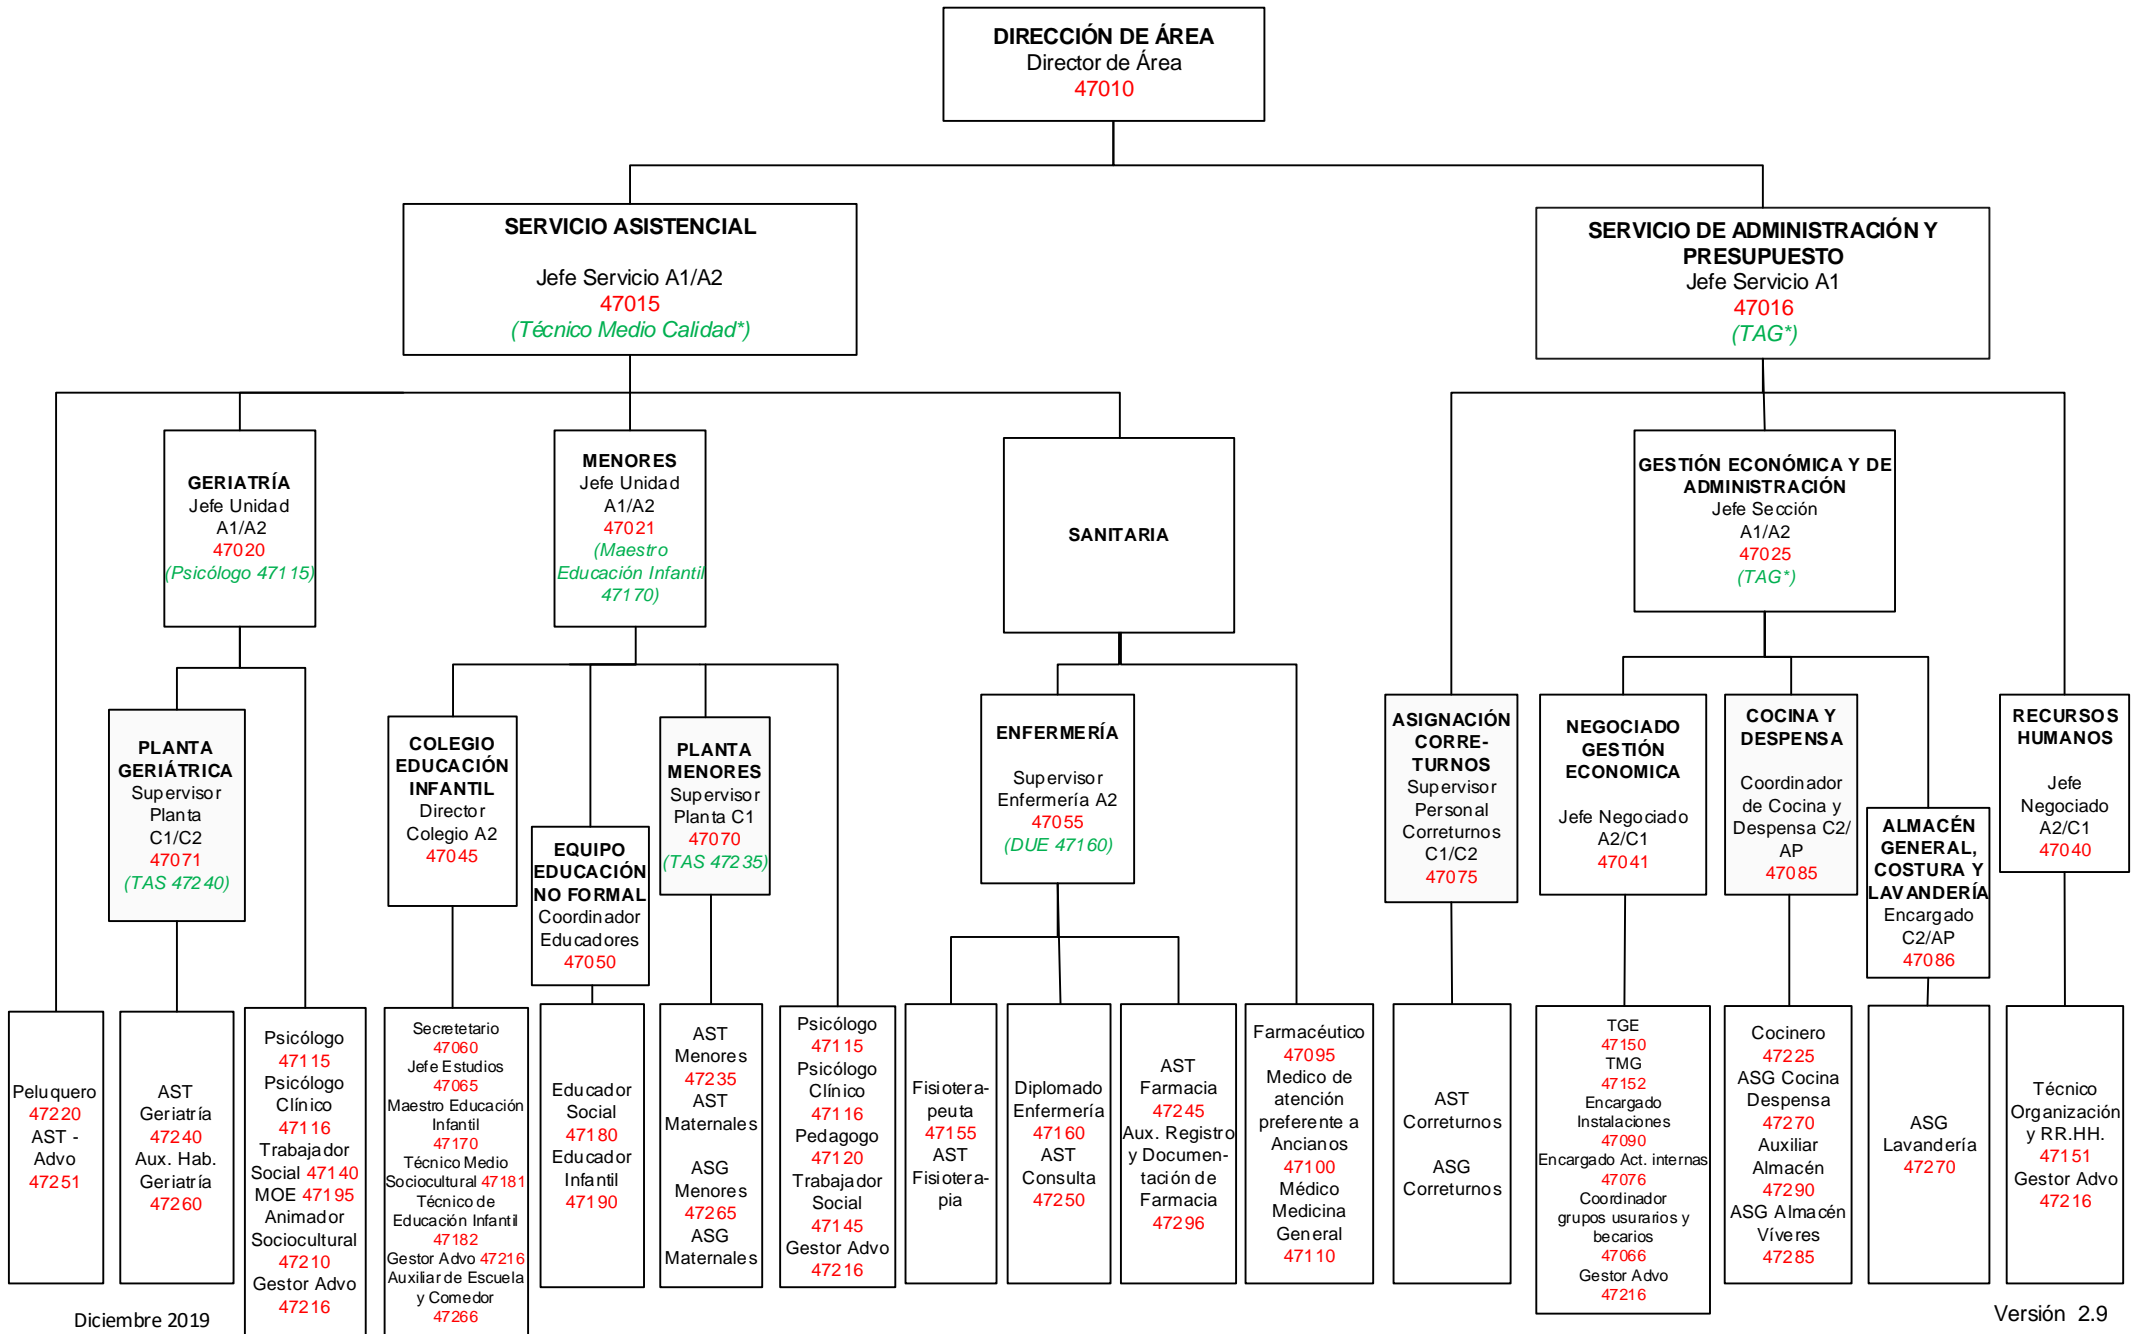 DIRECCIÓN DE ÁREA
Director de Área
47010
SERVICIO ASISTENCIAL
Jefe Servicio A1/A2
47015
(Técnico Medio Calidad*)
SERVICIO DE ADMINISTRACIÓN Y
PRESUPUESTO
Jefe Servicio A1
47016
(TAG*)
GERIATRÍA
Jefe Unidad
A1/A2
47020
(Psicólogo 47115)
MENORES
Jefe Unidad
A1/A2
47021
(Maestro
Educación Infantil
47170)
SANITARIA
GESTIÓN ECONÓMICA Y DE
ADMINISTRACIÓN
Jefe Sección
A1/A2
47025
(TAG*)
PLANTA
GERIÁTRICA
Supervisor
Planta
C1/C2
47071
(TAS 47240)
COLEGIO
EDUCACIÓN
INFANTIL
Director
Colegio A2
47045
EQUIPO
EDUCACIÓN
NO FORMAL
Coordinador
Educadores
47050
PLANTA
MENORES
Supervisor
Planta C1
47070
(TAS 47235)
ENFERMERÍA
Supervisor
Enfermería A2
47055
(DUE 47160)
ASIGNACIÓN
CORRE-
TURNOS
Supervisor
Personal
Correturnos
C1/C2
47075
NEGOCIADO
GESTIÓN
ECONOMICA
Jefe Negociado
A2/C1
47041
COCINA Y
DESPENSA
Coordinador
de Cocina y
Despensa C2/
AP
47085
ALMACÉN
GENERAL,
COSTURA Y
LAVANDERÍA
Encargado
C2/AP
47086
RECURSOS
HUMANOS
Jefe
Negociado
A2/C1
47040
Peluquero
47220
AST -
Advo
47251
AST
Geriatría
47240
Aux. Hab.
Geriatría
47260
Psicólogo
47115
Psicólogo
Clínico
47116
Trabajador
Social 47140
MOE 47195
Animador
Sociocultural
47210
Gestor Advo
47216
Secretetario
47060
Jefe Estudios
47065
Maestro Educación
Infantil
47170
Técnico Medio
Sociocultural 47181
Técnico de
Educación Infantil
47182
Gestor Advo 47216
Auxiliar de Escuela
y Comedor
47266
Educador
Social
47180
Educador
Infantil
47190
AST
Menores
47235
AST
Maternales
ASG
Menores
47265
ASG
Maternales
Psicólogo
47115
Psicólogo
Clínico
47116
Pedagogo
47120
Trabajador
Social
47145
Gestor Advo
47216
Fisiotera-
peuta
47155
AST
Fisiotera-
pia
Diplomado
Enfermería
47160
AST
Consulta
47250
AST
Farmacia
47245
Aux. Registro
y Documen-
tación de
Farmacia
47296
Farmacéutico
47095
Medico de
atención
preferente a
Ancianos
47100
Médico
Medicina
General
47110
AST
Correturnos
ASG
Correturnos
TGE
47150
TMG
47152
Encargado
Instalaciones
47090
Encargado Act. internas
47076
Coordinador
grupos usurarios y
becarios
47066
Gestor Advo
47216
Cocinero
47225
ASG Cocina
Despensa
47270
Auxiliar
Almacén
47290
ASG Almacén
Víveres
47285
ASG
Lavandería
47270
Técnico
Organización
y RR.HH.
47151
Gestor Advo
47216
Diciembre 2019
Versión 2.9